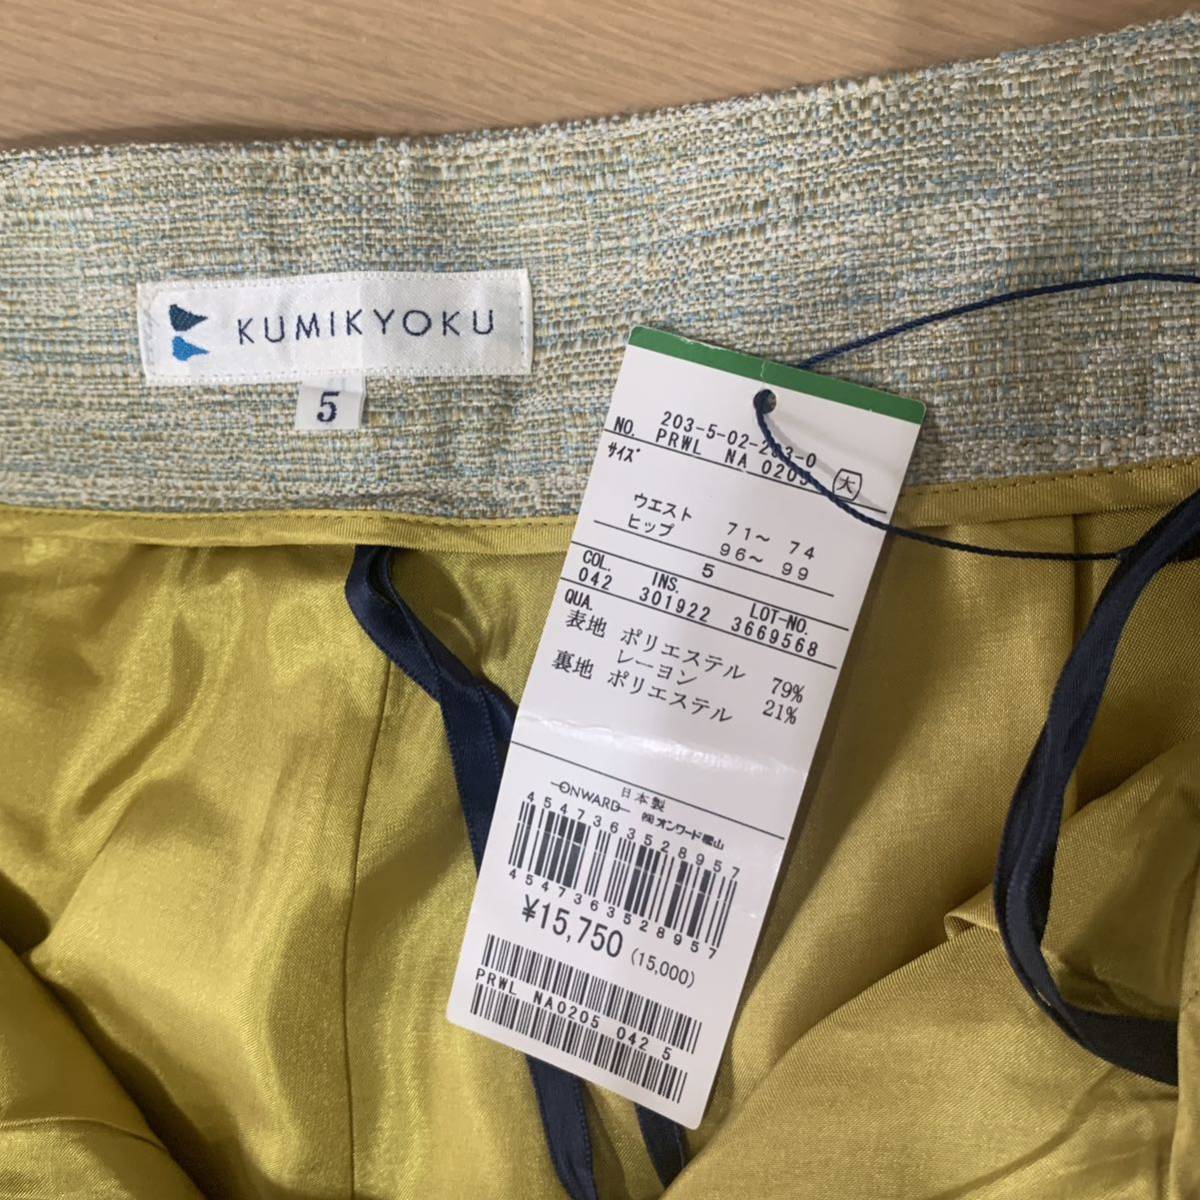 KUMIKYOKU
5
203-5-02-203-0
NO. PRWL NA 0205 大
サイズ
ウエスト 71～ 74
ヒップ 96～ 99
5
COL. INS. LOT-NO.
042 301922 3669568
QUA.
表地 ポリエステル 79%
レーヨン 21%
裏地 ポリエステル
日本製
ONWARD ㈱オンワード樫山
4547363528957
4547363528957
¥15,750 (15,000)
PRWL NA0205 042 5